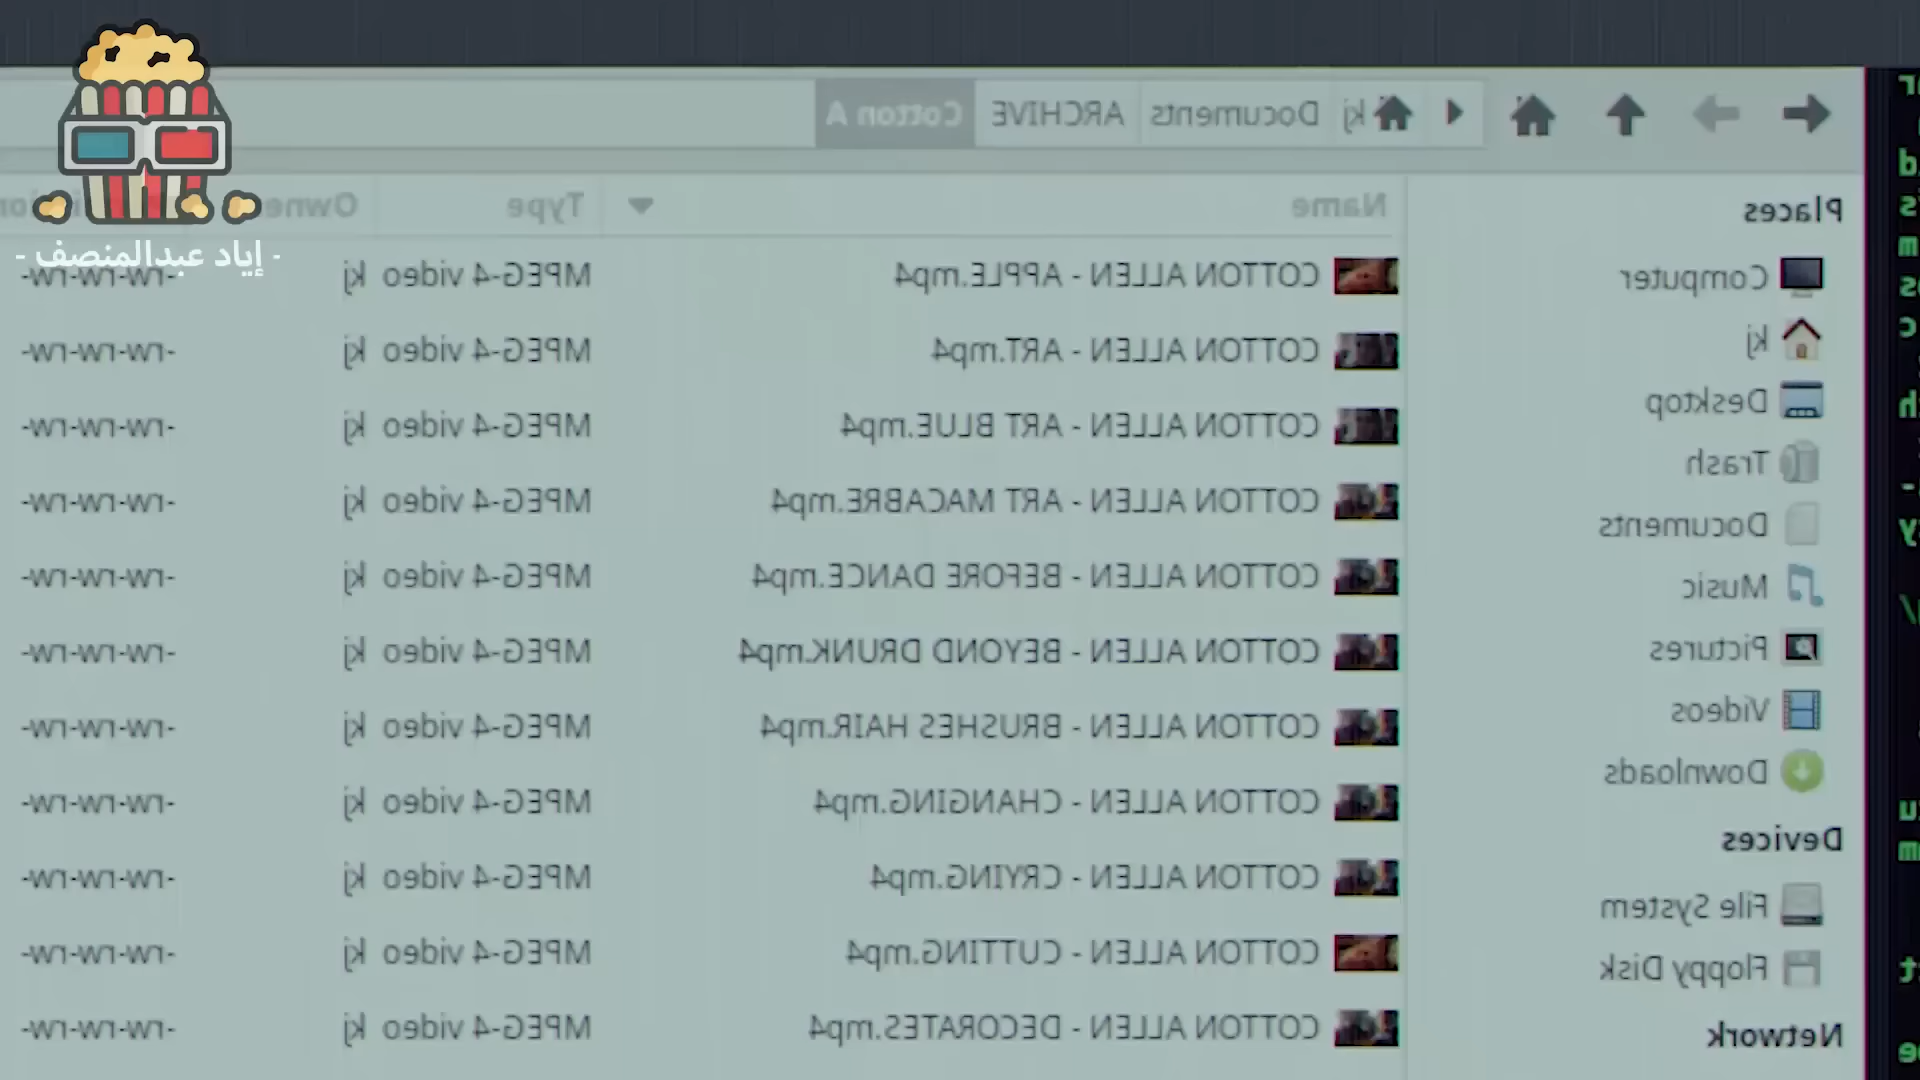 - إياد عبدالمنصف -
kj Documents ARCHIVE Cotton A
Places
Computer
kj
Desktop
Trash
Documents
Music
Pictures
Videos
Downloads
Devices
File System
Floppy Disk
Network
Name Type
COTTON ALLEN - APPLE.mp4 MPEG-4 video kj -rw-rw-rw-
COTTON ALLEN - ART.mp4 MPEG-4 video kj -rw-rw-rw-
COTTON ALLEN - ART BLUE.mp4 MPEG-4 video kj -rw-rw-rw-
COTTON ALLEN - ART MACABRE.mp4 MPEG-4 video kj -rw-rw-rw-
COTTON ALLEN - BEFORE DANCE.mp4 MPEG-4 video kj -rw-rw-rw-
COTTON ALLEN - BEYOND DRUNK.mp4 MPEG-4 video kj -rw-rw-rw-
COTTON ALLEN - BRUSHES HAIR.mp4 MPEG-4 video kj -rw-rw-rw-
COTTON ALLEN - CHANGING.mp4 MPEG-4 video kj -rw-rw-rw-
COTTON ALLEN - CRYING.mp4 MPEG-4 video kj -rw-rw-rw-
COTTON ALLEN - CUTTING.mp4 MPEG-4 video kj -rw-rw-rw-
COTTON ALLEN - DECORATES.mp4 MPEG-4 video kj -rw-rw-rw-